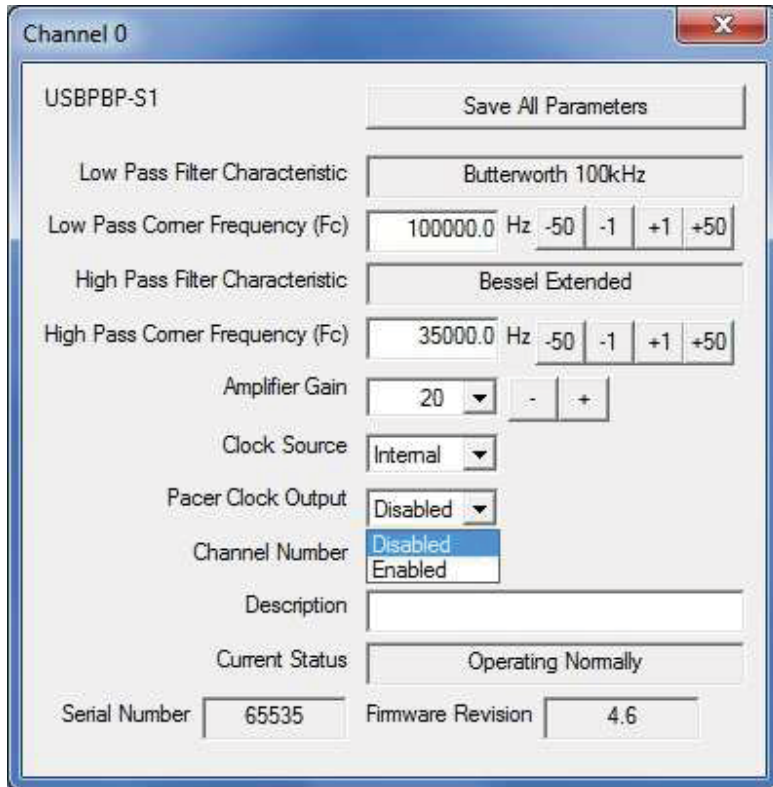 Channel 0
USBPBP-S1 Save All Parameters
Low Pass Filter Characteristic Butterworth 100kHz
Low Pass Corner Frequency (Fc) 100000.0 Hz -50 -1 +1 +50
High Pass Filter Characteristic Bessel Extended
High Pass Corner Frequency (Fc) 35000.0 Hz -50 -1 +1 +50
Amplifier Gain 20 - +
Clock Source Internal
Pacer Clock Output Disabled
Disabled
Channel Number
Enabled
Description
Current Status Operating Normally
Serial Number 65535 Firmware Revision 4.6